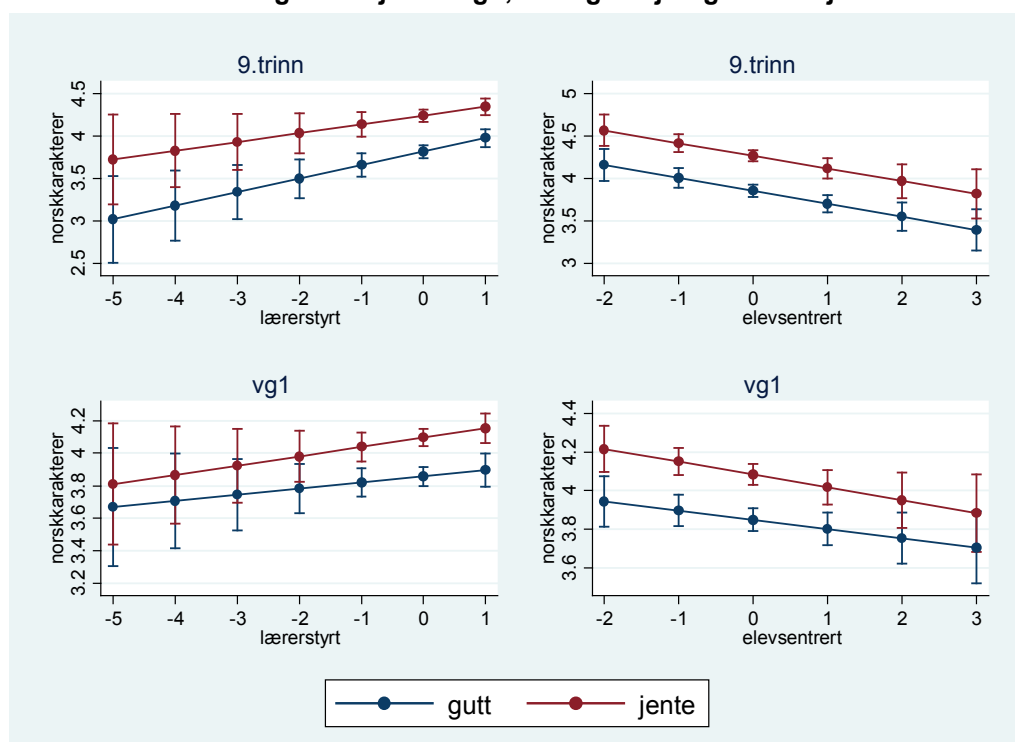 9.trinn
norskkarakterer
4.5
4
3.5
3
2.5
-5 -4 -3 -2 -1 0 1
lærerstyrt
9.trinn
norskkarakterer
5
4.5
4
3.5
3
-2 -1 0 1 2 3
elevsentrert
vg1
norskkarakterer
4.2
4
3.8
3.6
3.4
3.2
-5 -4 -3 -2 -1 0 1
lærerstyrt
vg1
norskkarakterer
4.4
4.2
4
3.8
3.6
-2 -1 0 1 2 3
elevsentrert
gutt jente